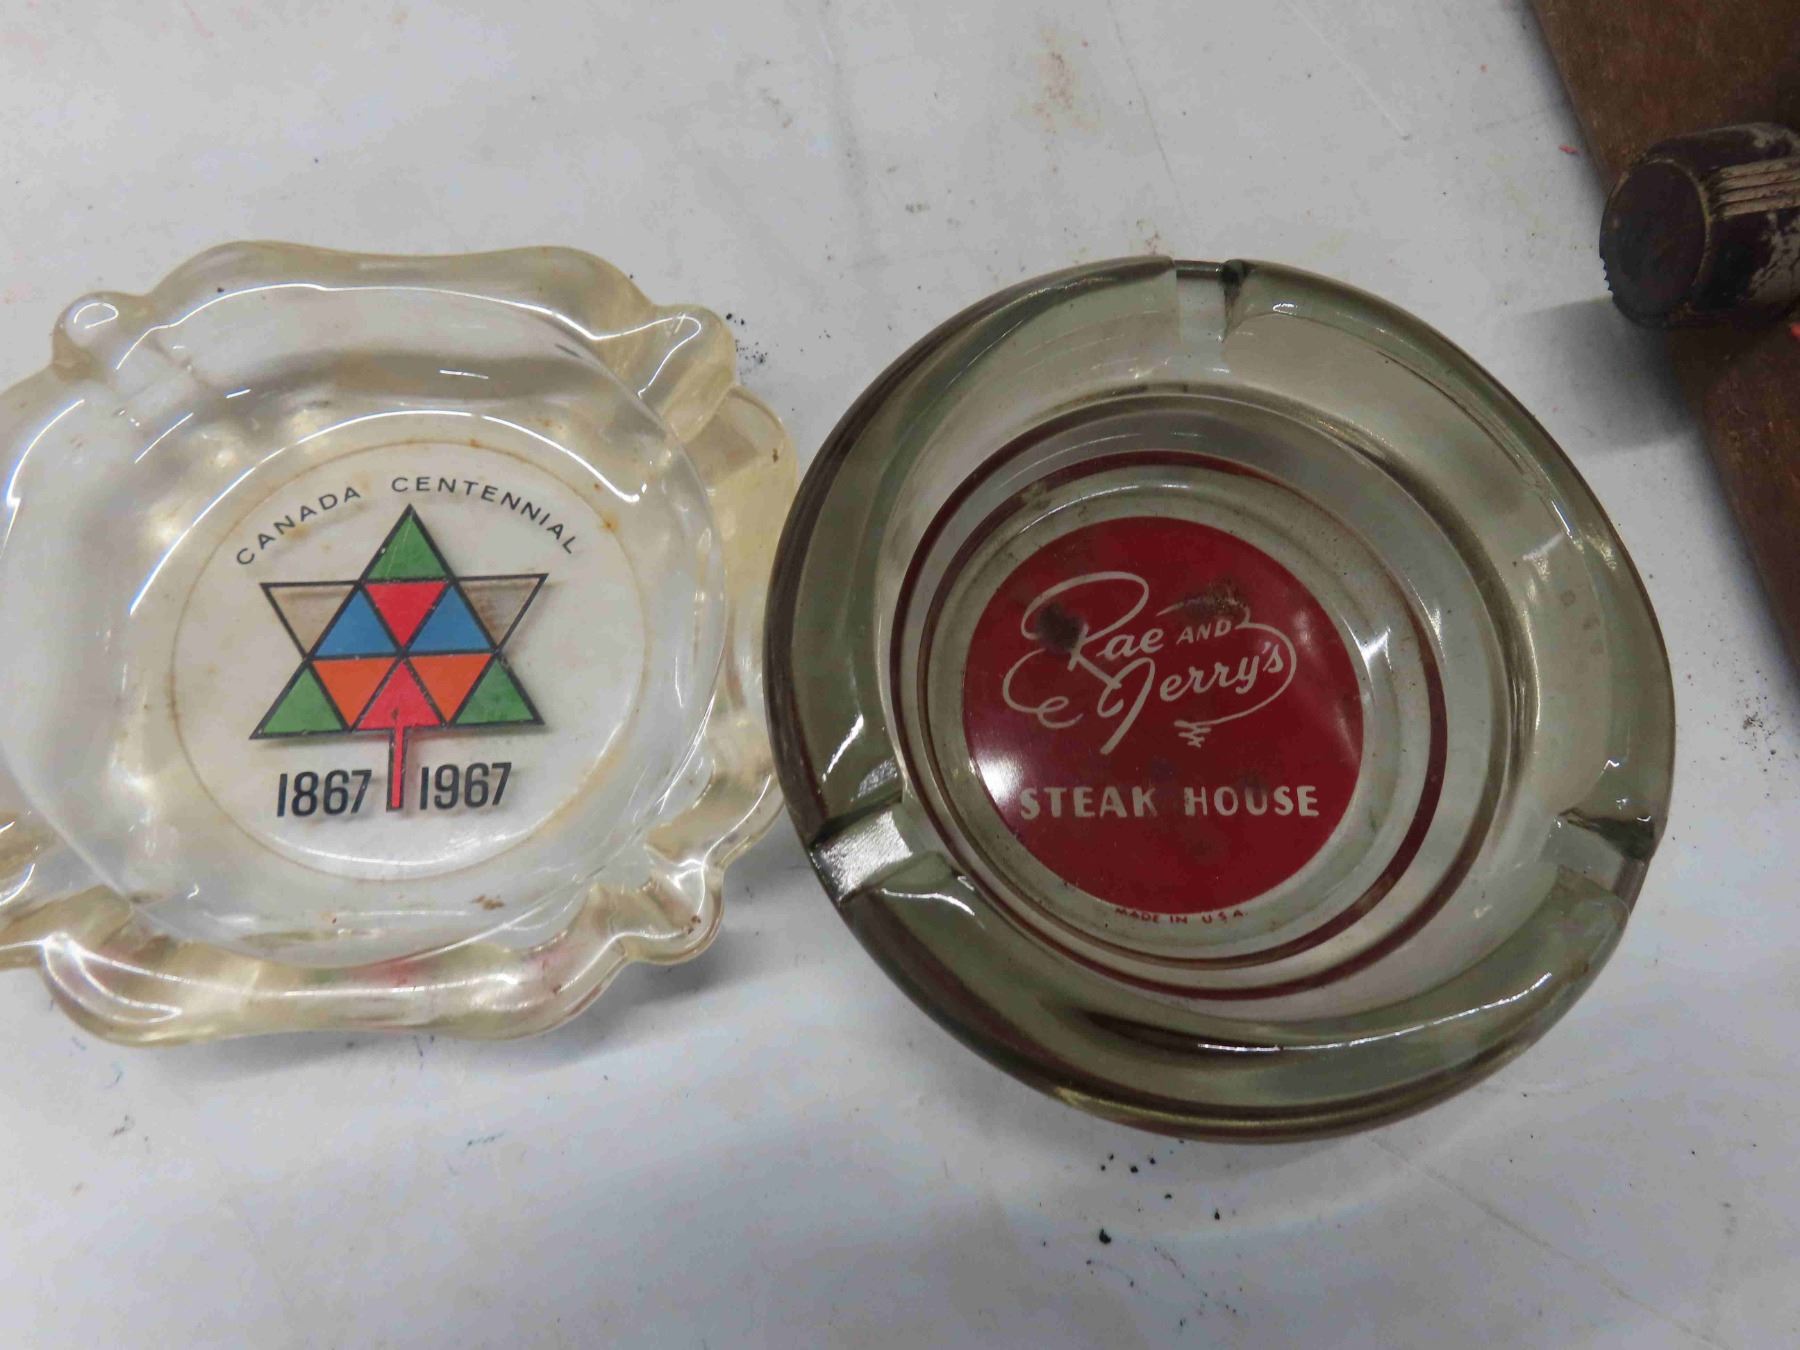 CANADA CENTENNIAL
1867 1967
Rae AND
Jerry's
STEAK HOUSE
MADE IN U.S.A.